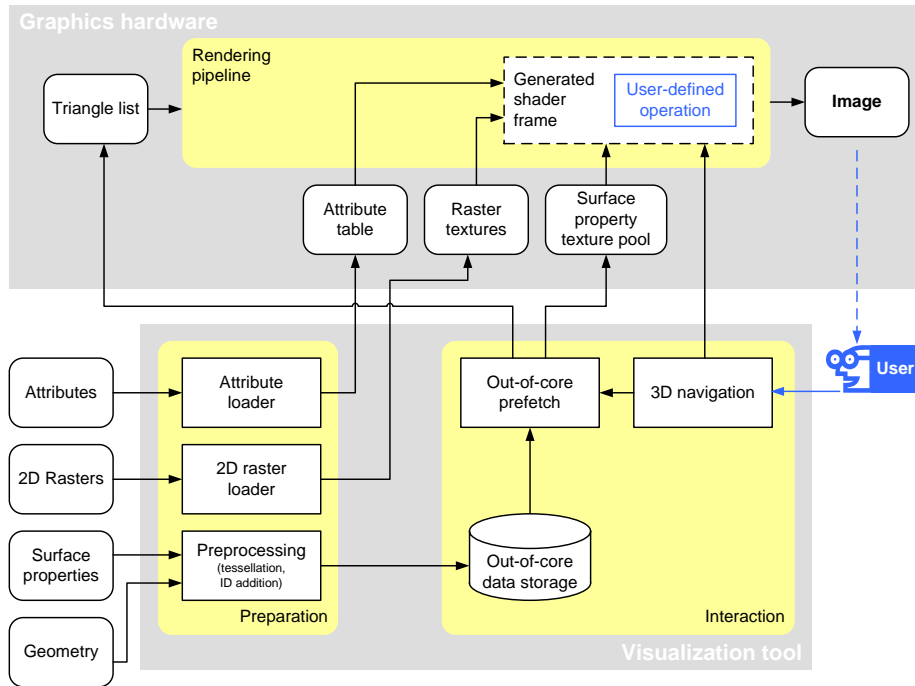 Graphics hardware
Rendering
pipeline
Generated
shader
frame
User-defined
operation
Triangle list
Image
Attribute
table
Raster
textures
Surface
property
texture pool
Attributes
Attribute
loader
Out-of-core
prefetch
3D navigation
User
2D Rasters
2D raster
loader
Surface
properties
Preprocessing
(tessellation,
ID addition)
Out-of-core
data storage
Geometry
Preparation
Interaction
Visualization tool